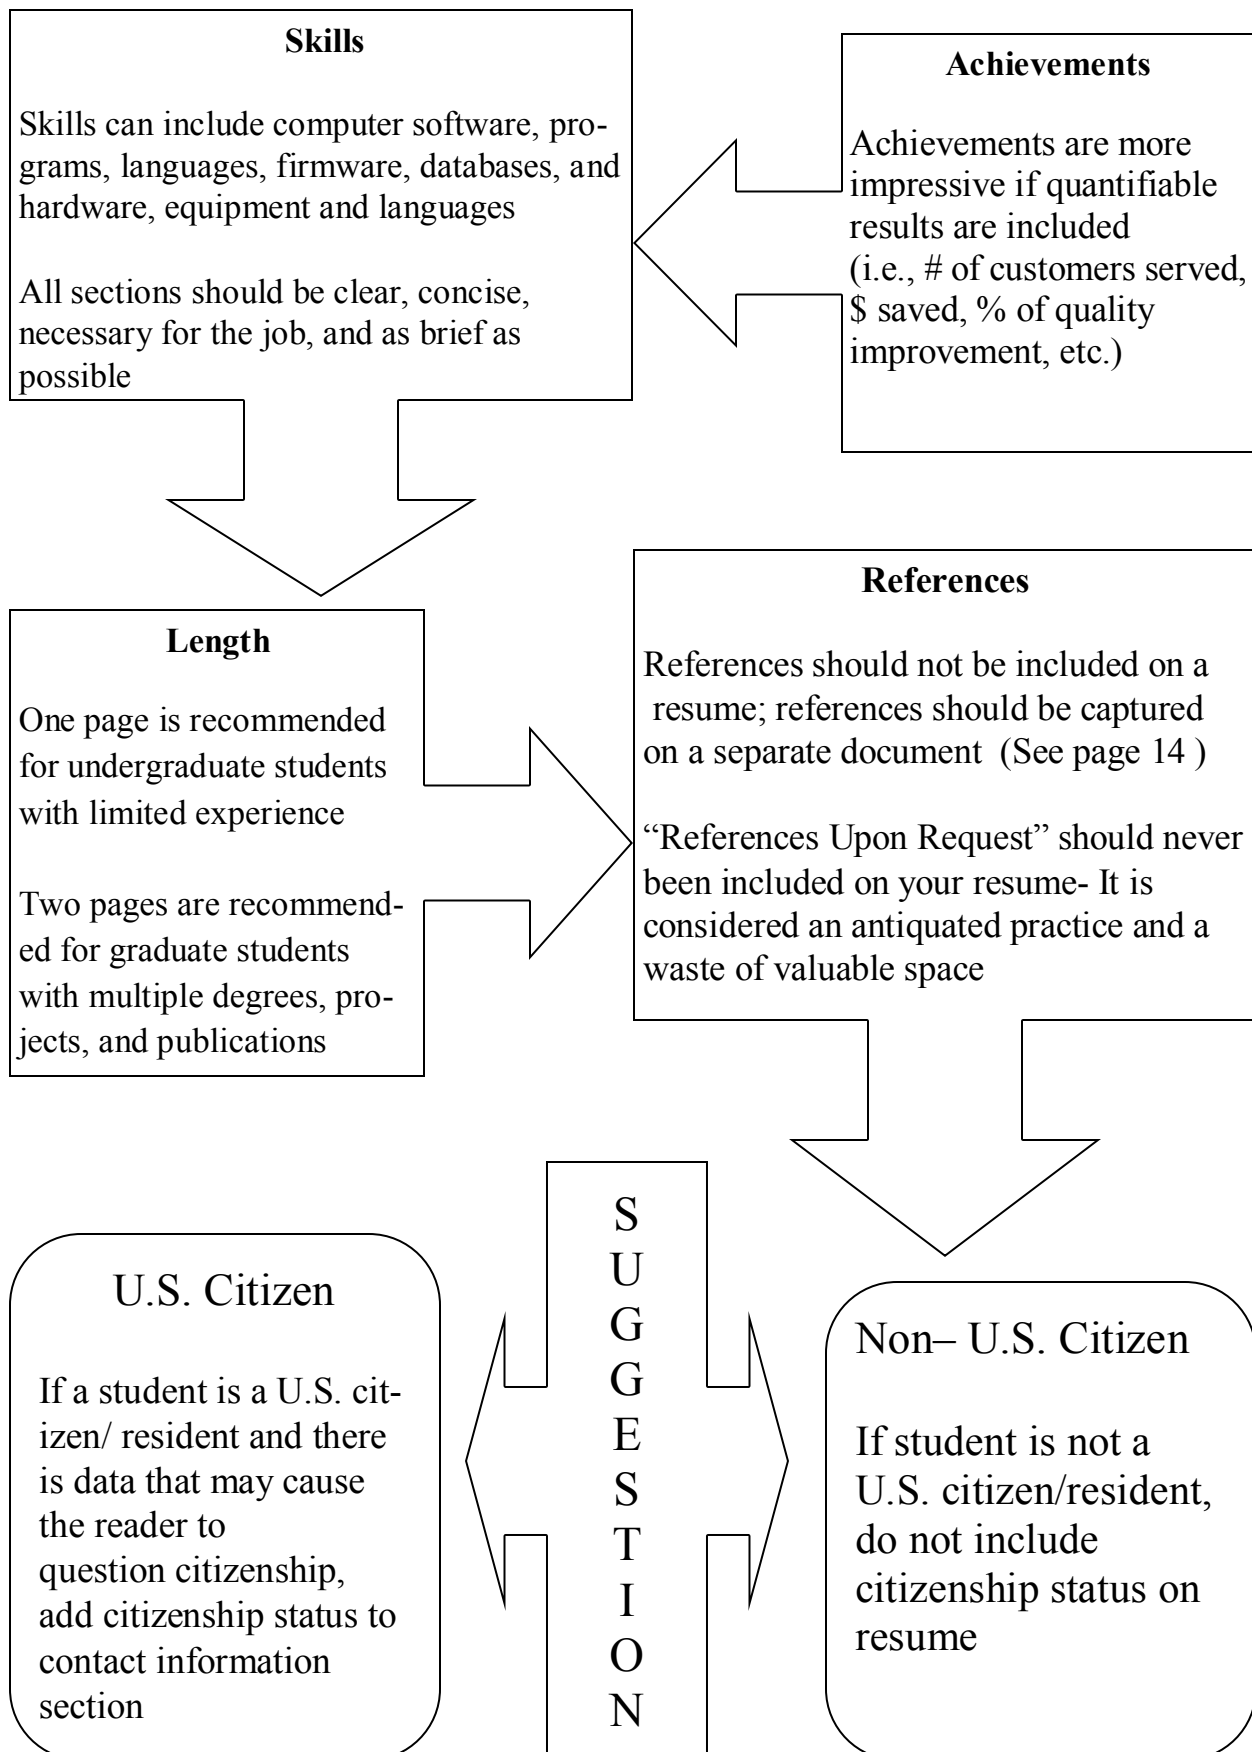 Skills
Skills can include computer software, pro-
grams, languages, firmware, databases, and
hardware, equipment and languages
All sections should be clear, concise,
necessary for the job, and as brief as
possible
Achievements
Achievements are more
impressive if quantifiable
results are included
(i.e., # of customers served,
$ saved, % of quality
improvement, etc.)
Length
One page is recommended
for undergraduate students
with limited experience
Two pages are recommend-
ed for graduate students
with multiple degrees, pro-
jects, and publications
References
References should not be included on a
resume; references should be captured
on a separate document  (See page 14 )
“References Upon Request” should never
been included on your resume- It is
considered an antiquated practice and a
waste of valuable space
U.S. Citizen
If a student is a U.S. cit-
izen/ resident and there
is data that may cause
the reader to
question citizenship,
add citizenship status to
contact information
section
S
U
G
G
E
S
T
I
O
N
Non– U.S. Citizen
If student is not a
U.S. citizen/resident,
do not include
citizenship status on
resume